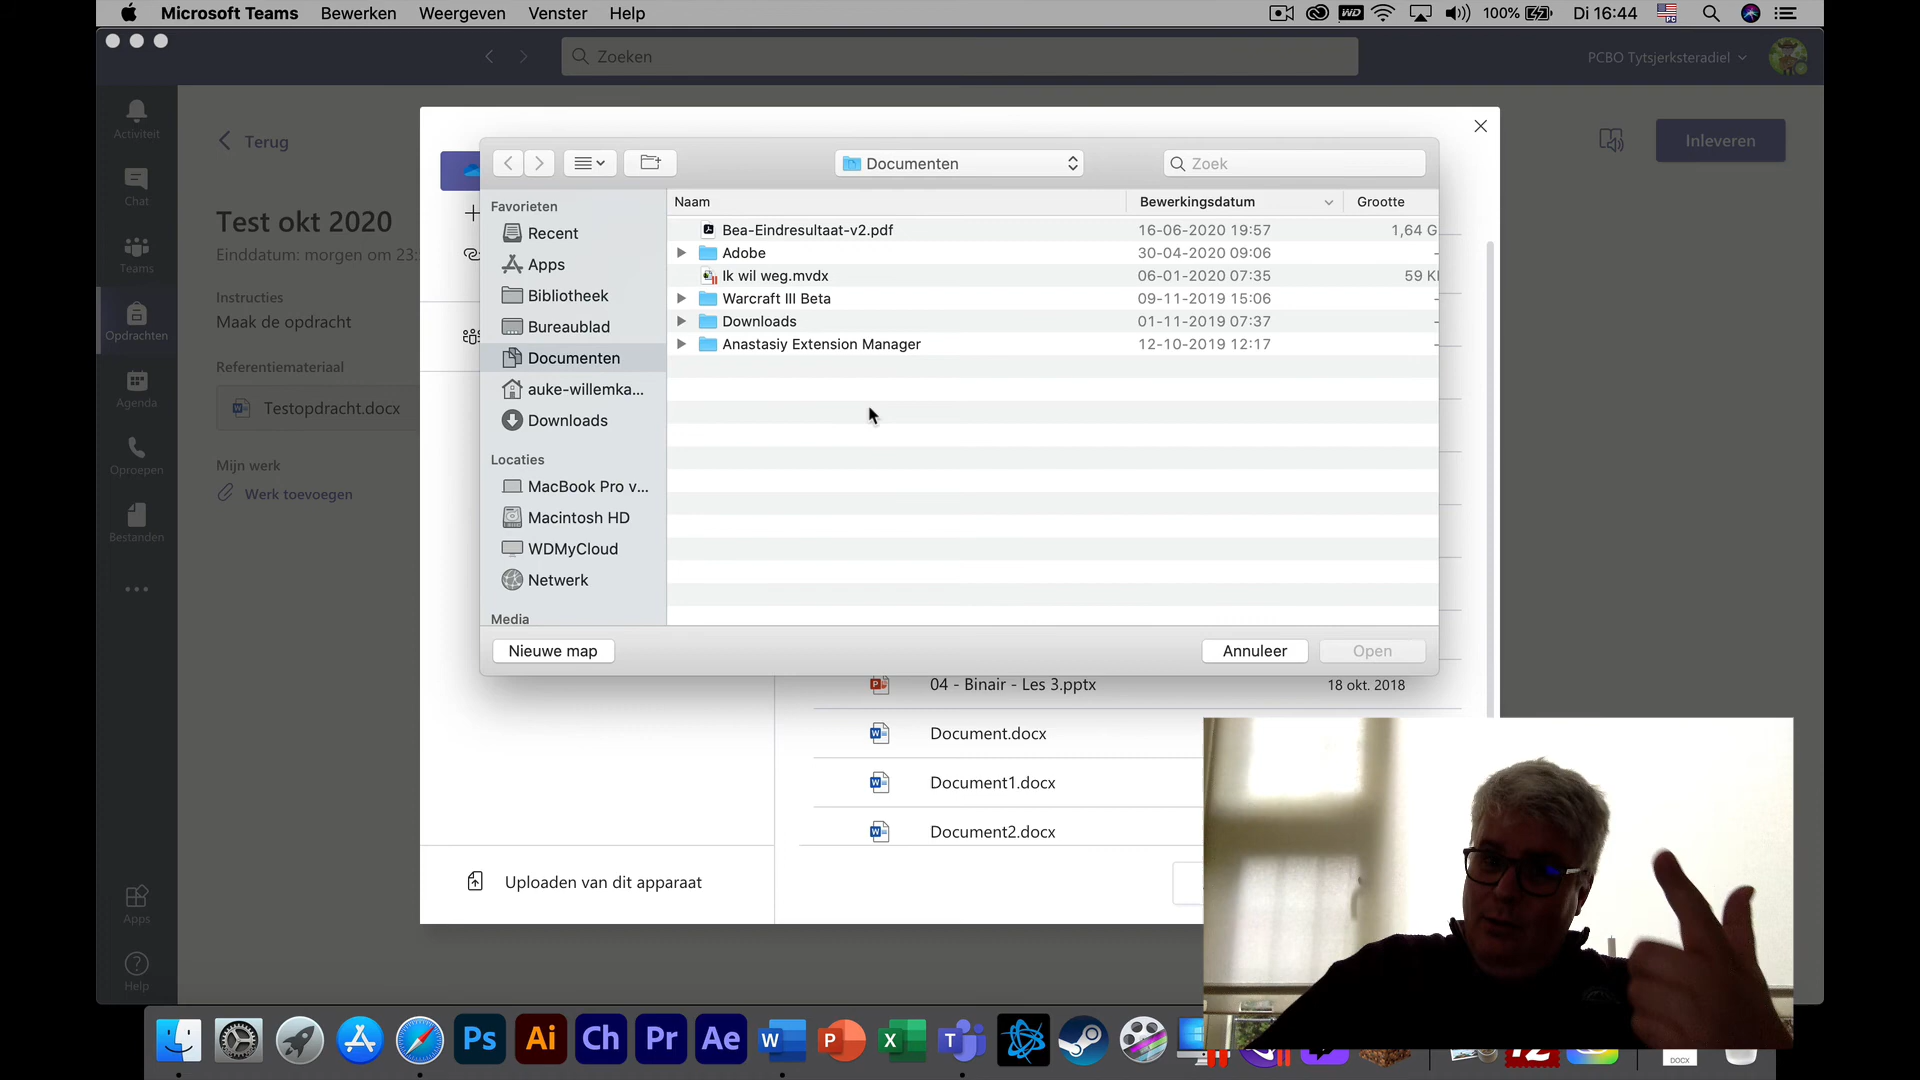 Microsoft Teams Bewerken Weergeven Venster Help
WD 100% Di 16:44
Zoeken
PCBO Tytsjerksteradiel
Activiteit
Chat
Teams
Opdrachten
Agenda
Oproepen
Bestanden
Apps
Help
Terug
Inleveren
Test okt 2020
Einddatum: morgen om 23:
Instructies
Maak de opdracht
Referentiemateriaal
Testopdracht.docx
Mijn werk
Werk toevoegen
Documenten
Zoek
Favorieten
Recent
Apps
Bibliotheek
Bureaublad
Documenten
auke-willemka...
Downloads
Locaties
MacBook Pro v...
Macintosh HD
WDMyCloud
Netwerk
Media
Naam Bewerkingsdatum Grootte
Bea-Eindresultaat-v2.pdf 16-06-2020 19:57 1,64 G
Adobe 30-04-2020 09:06 --
Ik wil weg.mvdx 06-01-2020 07:35 59 K
Warcraft III Beta 09-11-2019 15:06 --
Downloads 01-11-2019 07:37 --
Anastasiy Extension Manager 12-10-2019 12:17 --
Nieuwe map Annuleer Open
04 - Binair - Les 3.pptx 18 okt. 2018
Document.docx
Document1.docx
Document2.docx
Uploaden van dit apparaat
Ps Ai Ch Pr Ae W P X T
DOCX